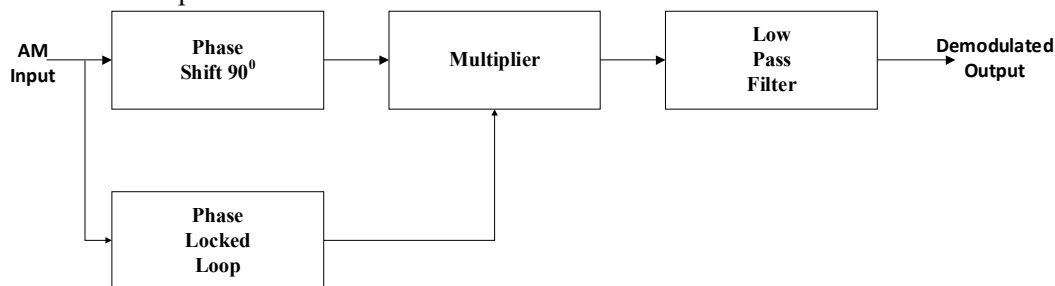 AM
Input
Phase
Shift 90⁰
Multiplier
Low
Pass
Filter
Demodulated
Output
Phase
Locked
Loop